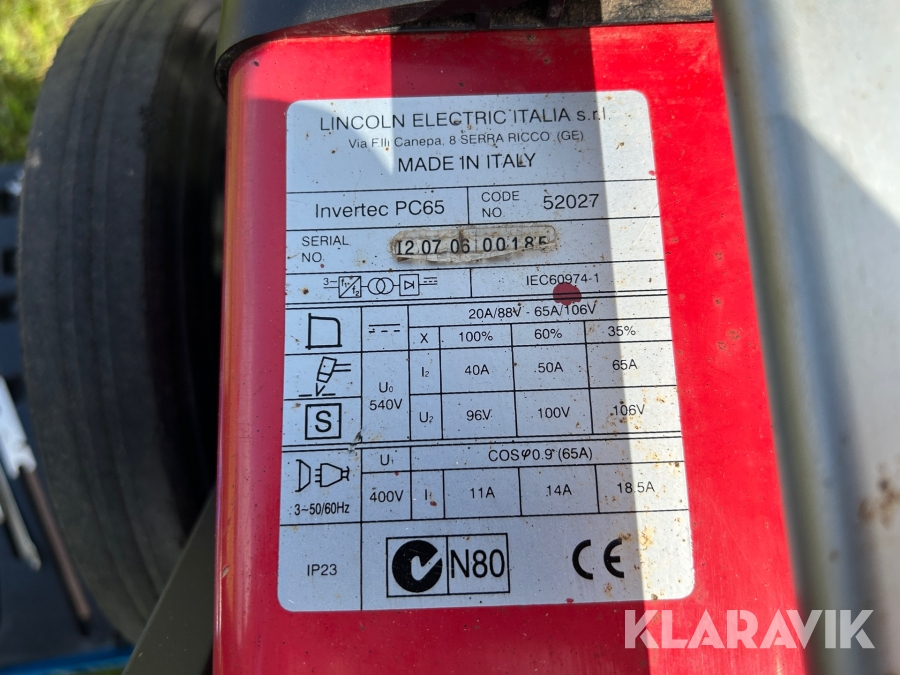 LINCOLN ELECTRIC ITALIA s.r.l.
Via F.lli Canepa, 8 SERRA RICCO' (GE)
MADE IN ITALY
Invertec PC65 CODE NO. 52027
SERIAL NO. 12 07 06 00185
3~ f1 f2 IEC60974-1
20A/88V - 65A/106V
X 100% 60% 35%
I2 40A 50A 65A
U0 540V
S U2 96V 100V 106V
U1 COSφ0.9 (65A)
3~50/60Hz 400V I1 11A 14A 18.5A
IP23 N80 CE
KLARAVIK